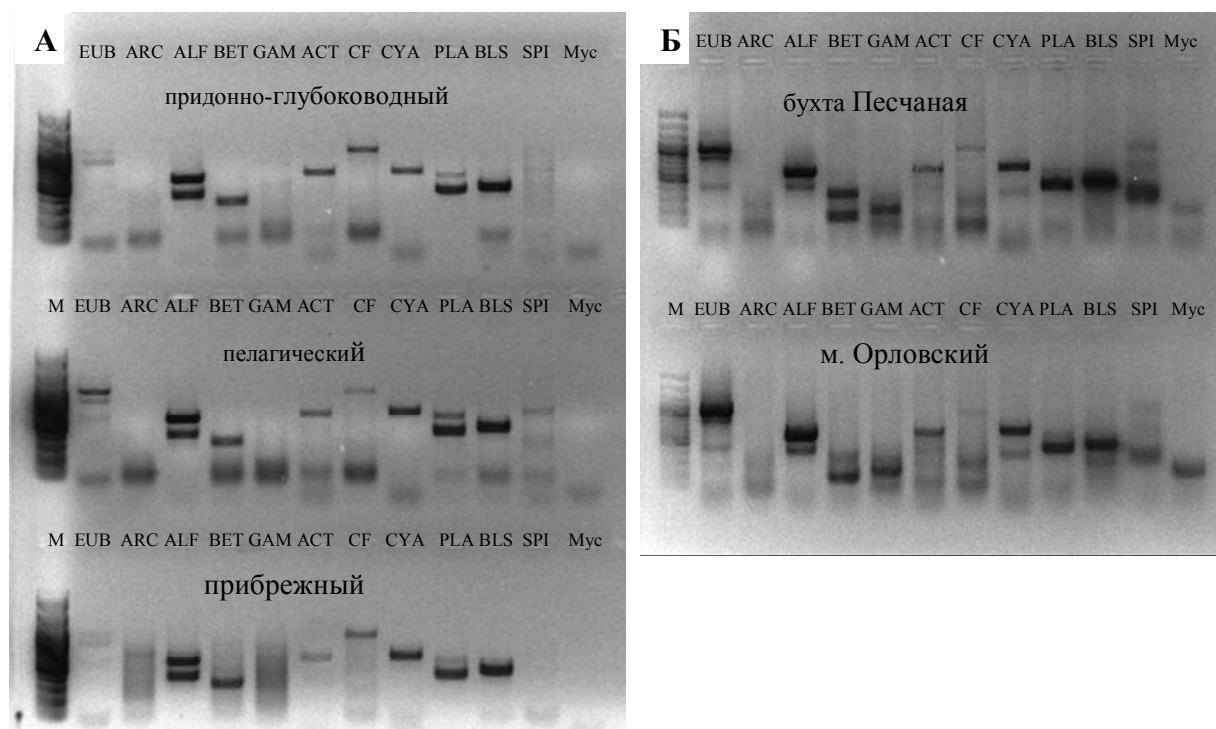 А
EUB ARC ALF BET GAM ACT CF CYA PLA BLS SPI Myc
придонно-глубоководный
M EUB ARC ALF BET GAM ACT CF CYA PLA BLS SPI Myc
пелагический
M EUB ARC ALF BET GAM ACT CF CYA PLA BLS SPI Myc
прибрежный
Б
EUB ARC ALF BET GAM ACT CF CYA PLA BLS SPI Myc
бухта Песчаная
M EUB ARC ALF BET GAM ACT CF CYA PLA BLS SPI Myc
м. Орловский